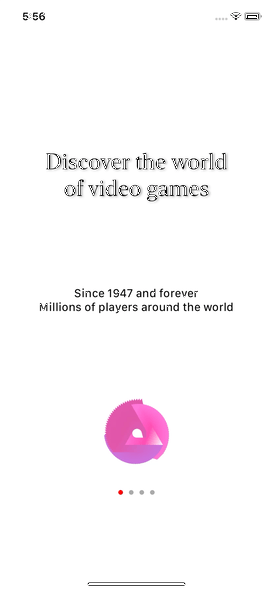 5:56
Discover the world
of video games
Since 1947 and forever
Millions of players around the world